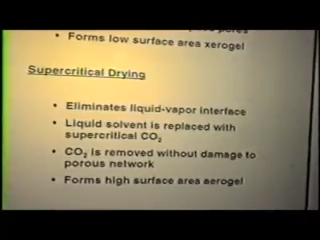 pores
• Forms low surface area xerogel
Supercritical Drying
• Eliminates liquid-vapor interface
• Liquid solvent is replaced with
supercritical CO₂
• CO₂ is removed without damage to
porous network
• Forms high surface area aerogel